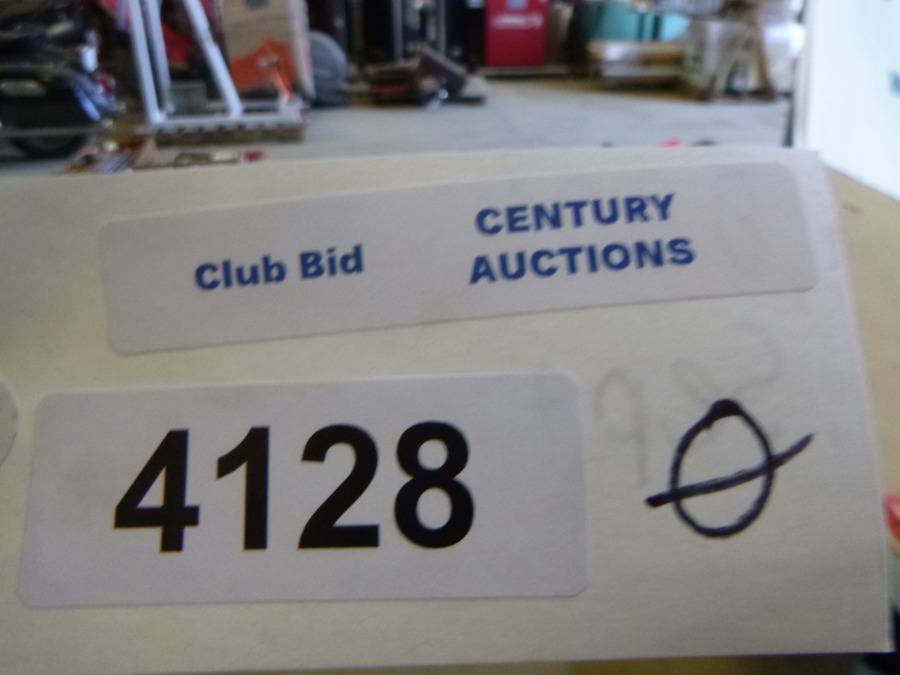 Club Bid
CENTURY
AUCTIONS
4128